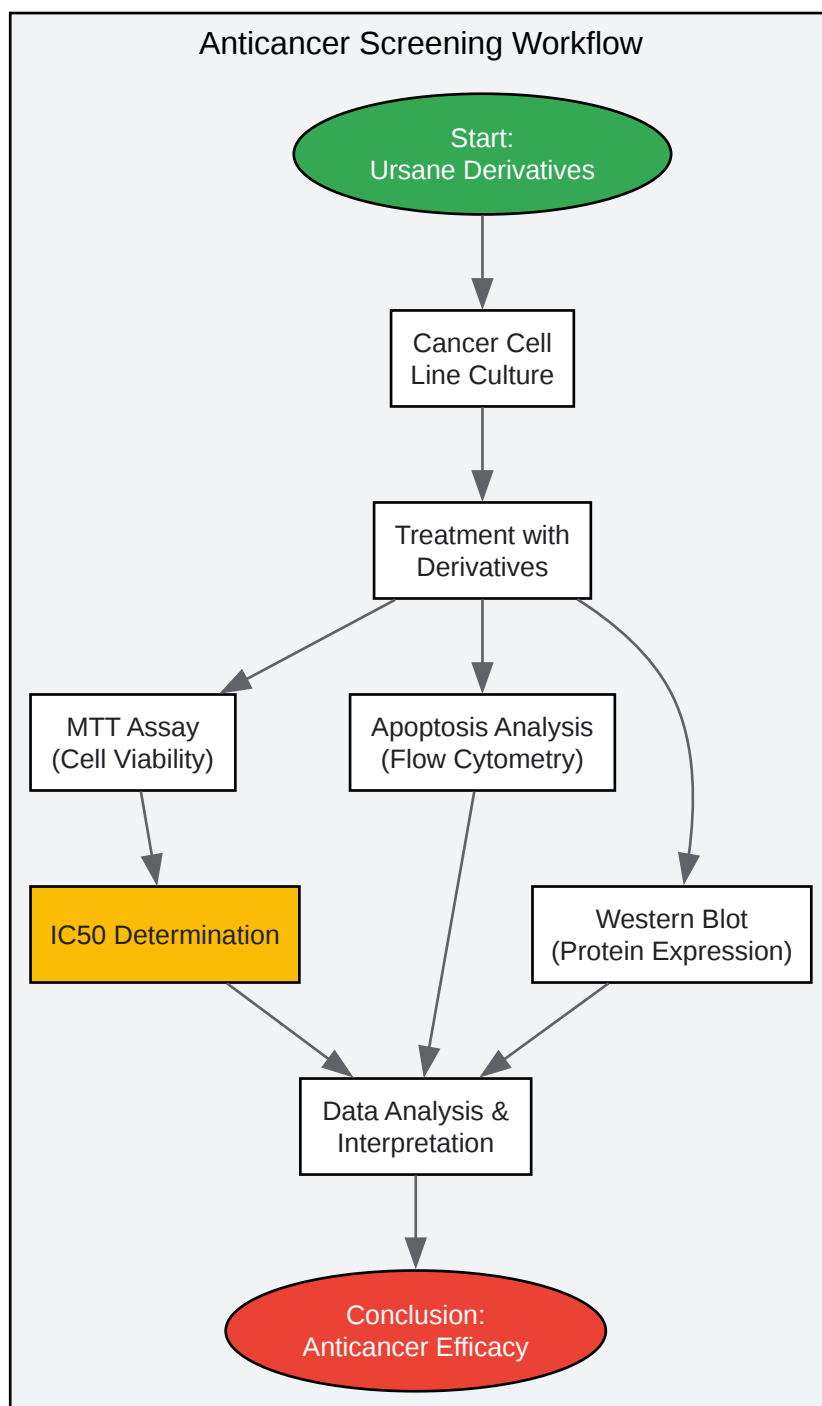 Anticancer Screening Workflow
Start:
Ursane Derivatives
Cancer Cell
Line Culture
Treatment with
Derivatives
MTT Assay
(Cell Viability)
Apoptosis Analysis
(Flow Cytometry)
IC50 Determination
Western Blot
(Protein Expression)
Data Analysis &
Interpretation
Conclusion:
Anticancer Efficacy